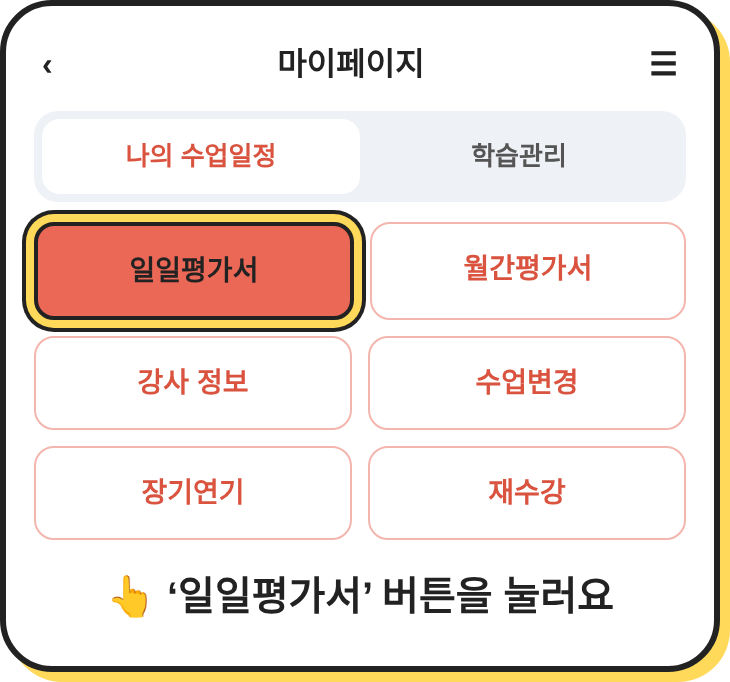 ‹ 마이페이지 ☰
나의 수업일정 학습관리
일일평가서 월간평가서
강사 정보 수업변경
장기연기 재수강
👆 ‘일일평가서’ 버튼을 눌러요